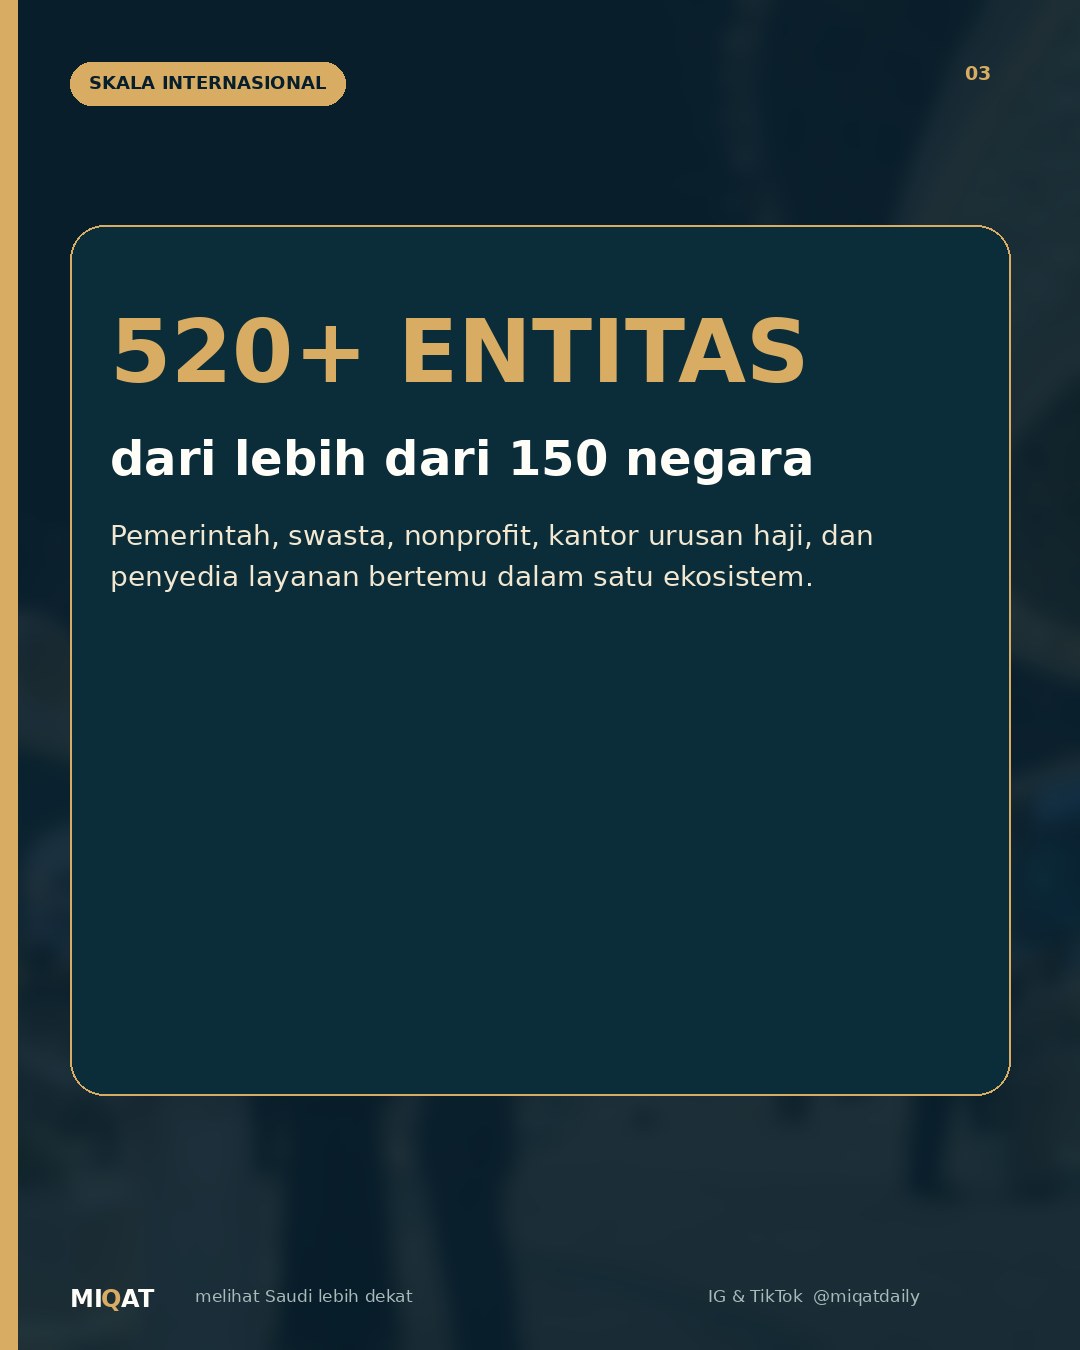 SKALA INTERNASIONAL
03
520+ ENTITAS
dari lebih dari 150 negara
Pemerintah, swasta, nonprofit, kantor urusan haji, dan
penyedia layanan bertemu dalam satu ekosistem.
MIQAT
melihat Saudi lebih dekat
IG & TikTok @miqatdaily